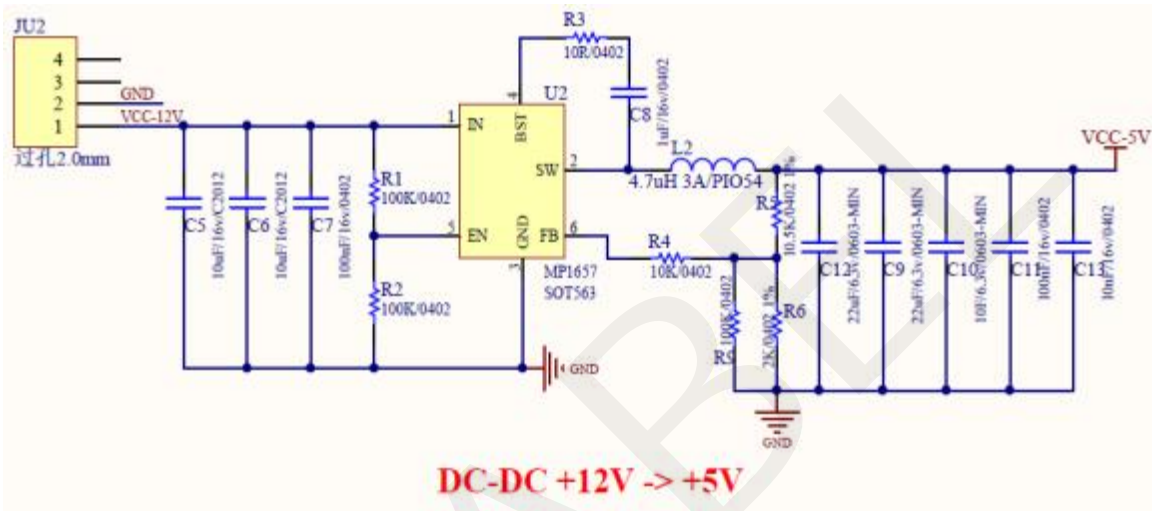 JU2
4
3
2
1
GND
VCC-12V
过孔2.0mm
C5
10uF/16v/C2012
C6
10uF/16v/C2012
C7
100nF/16v/0402
R1
100K/0402
R2
100K/0402
R3
10R/0402
C8
1uF/16v/0402
U2
4
BST
1
IN
SW
2
5
EN
GND
3
FB
6
MP1657
SOT563
GND
L2
4.7uH 3A/PIO54
R4
10K/0402
10.5K/0402 1%
100K/0402
R6
2K/0402 1%
C12
22uF/6.3v/0603-MIN
C9
22uF/6.3v/0603-MIN
C10
10F/6.3v/0603-MIN
C11
100nF/16v/0402
C13
10nF/16v/0402
VCC-5V
GND
DC-DC +12V -> +5V